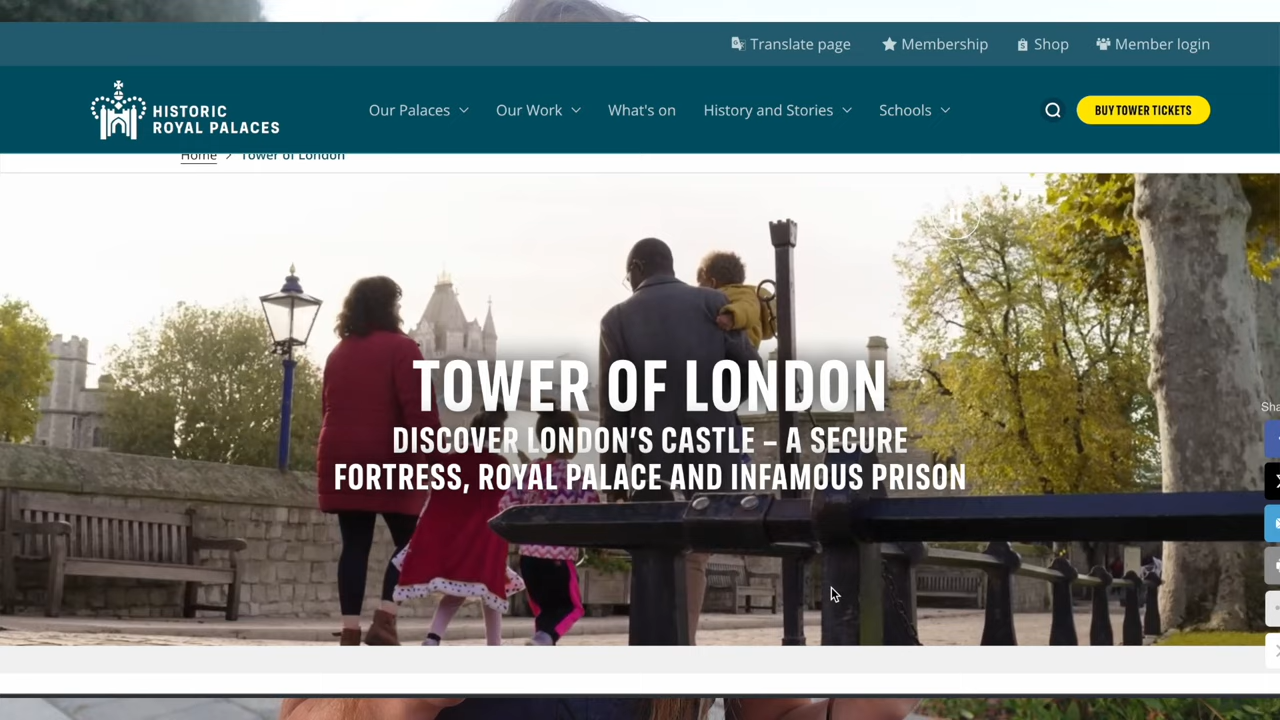 Translate page
Membership
Shop
Member login
HISTORIC
ROYAL PALACES
Our Palaces
Our Work
What's on
History and Stories
Schools
BUY TOWER TICKETS
Home > Tower of London
TOWER OF LONDON
DISCOVER LONDON'S CASTLE – A SECURE
FORTRESS, ROYAL PALACE AND INFAMOUS PRISON